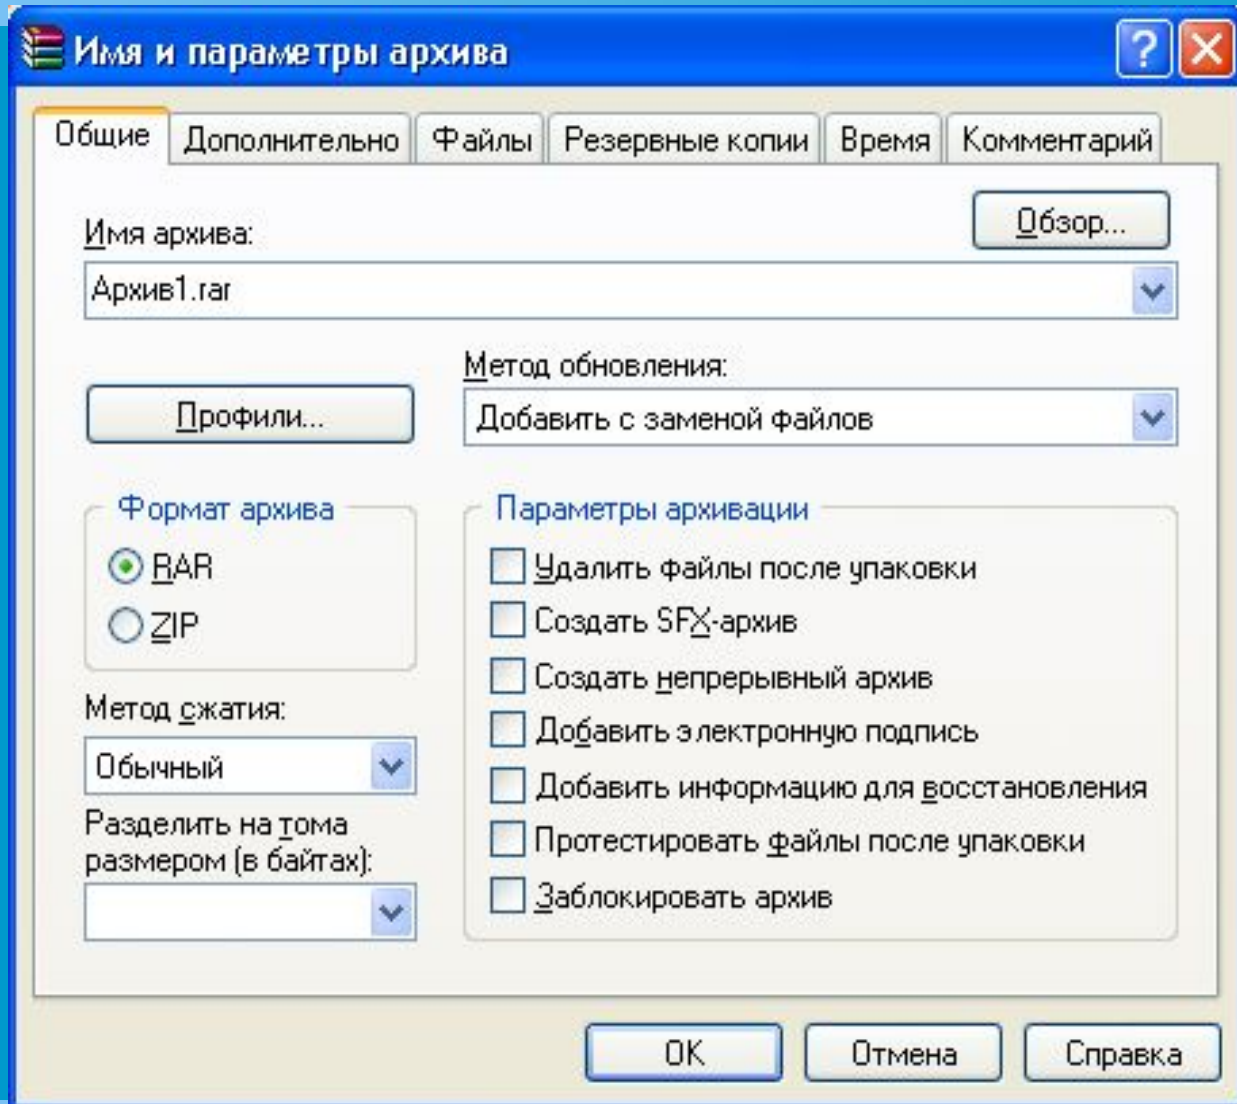 Имя и параметры архива
Общие Дополнительно Файлы Резервные копии Время Комментарий
Обзор...
Имя архива:
Архив1.rar
Метод обновления:
Профили...
Добавить с заменой файлов
Формат архива
RAR
ZIP
Метод сжатия:
Обычный
Разделить на тома
размером (в байтах):
Параметры архивации
Удалить файлы после упаковки
Создать SFX-архив
Создать непрерывный архив
Добавить электронную подпись
Добавить информацию для восстановления
Протестировать файлы после упаковки
Заблокировать архив
OK Отмена Справка